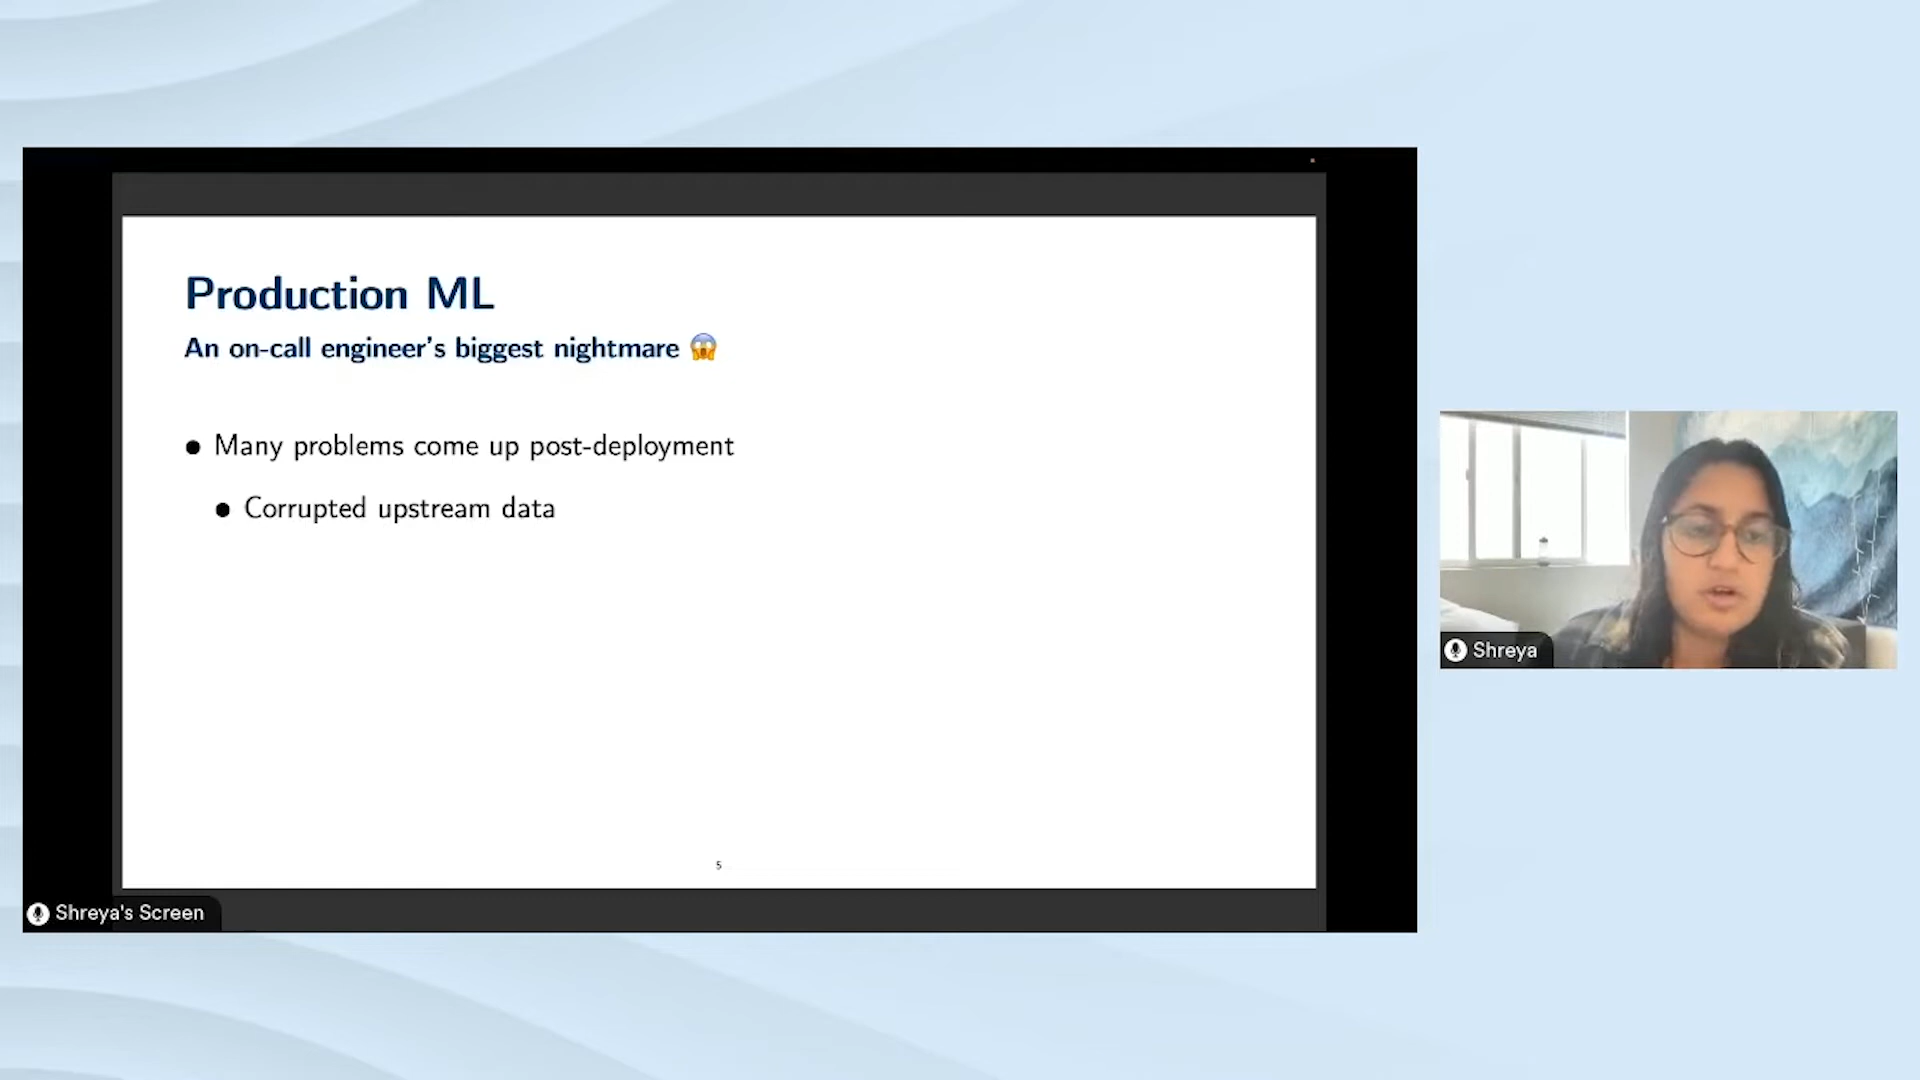 Production ML
An on-call engineer's biggest nightmare 😱
● Many problems come up post-deployment
● Corrupted upstream data
5
Shreya's Screen
Shreya